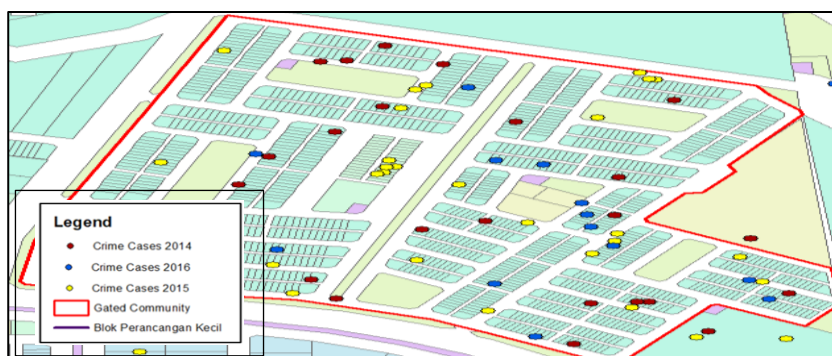 Legend
Crime Cases 2014
Crime Cases 2016
Crime Cases 2015
Gated Community
Blok Perancangan Kecil